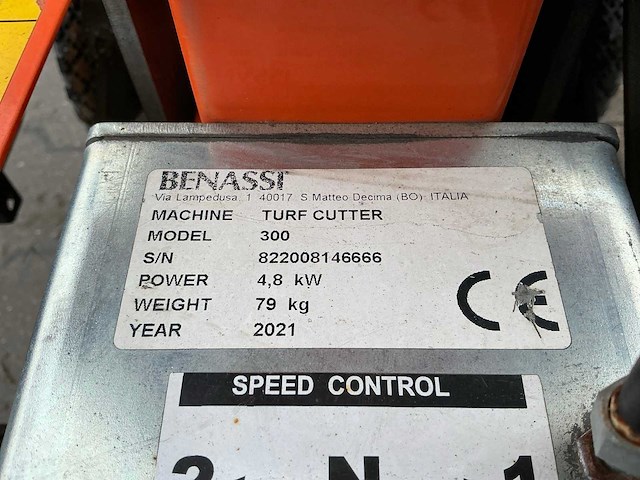 BENASSI
Via Lampedusa, 1 40017 S Matteo Decima (BO) ITALIA
MACHINE TURF CUTTER
MODEL 300
S/N 822008146666
POWER 4,8 kW
WEIGHT 79 kg
YEAR 2021
CE
SPEED CONTROL
2 N 1